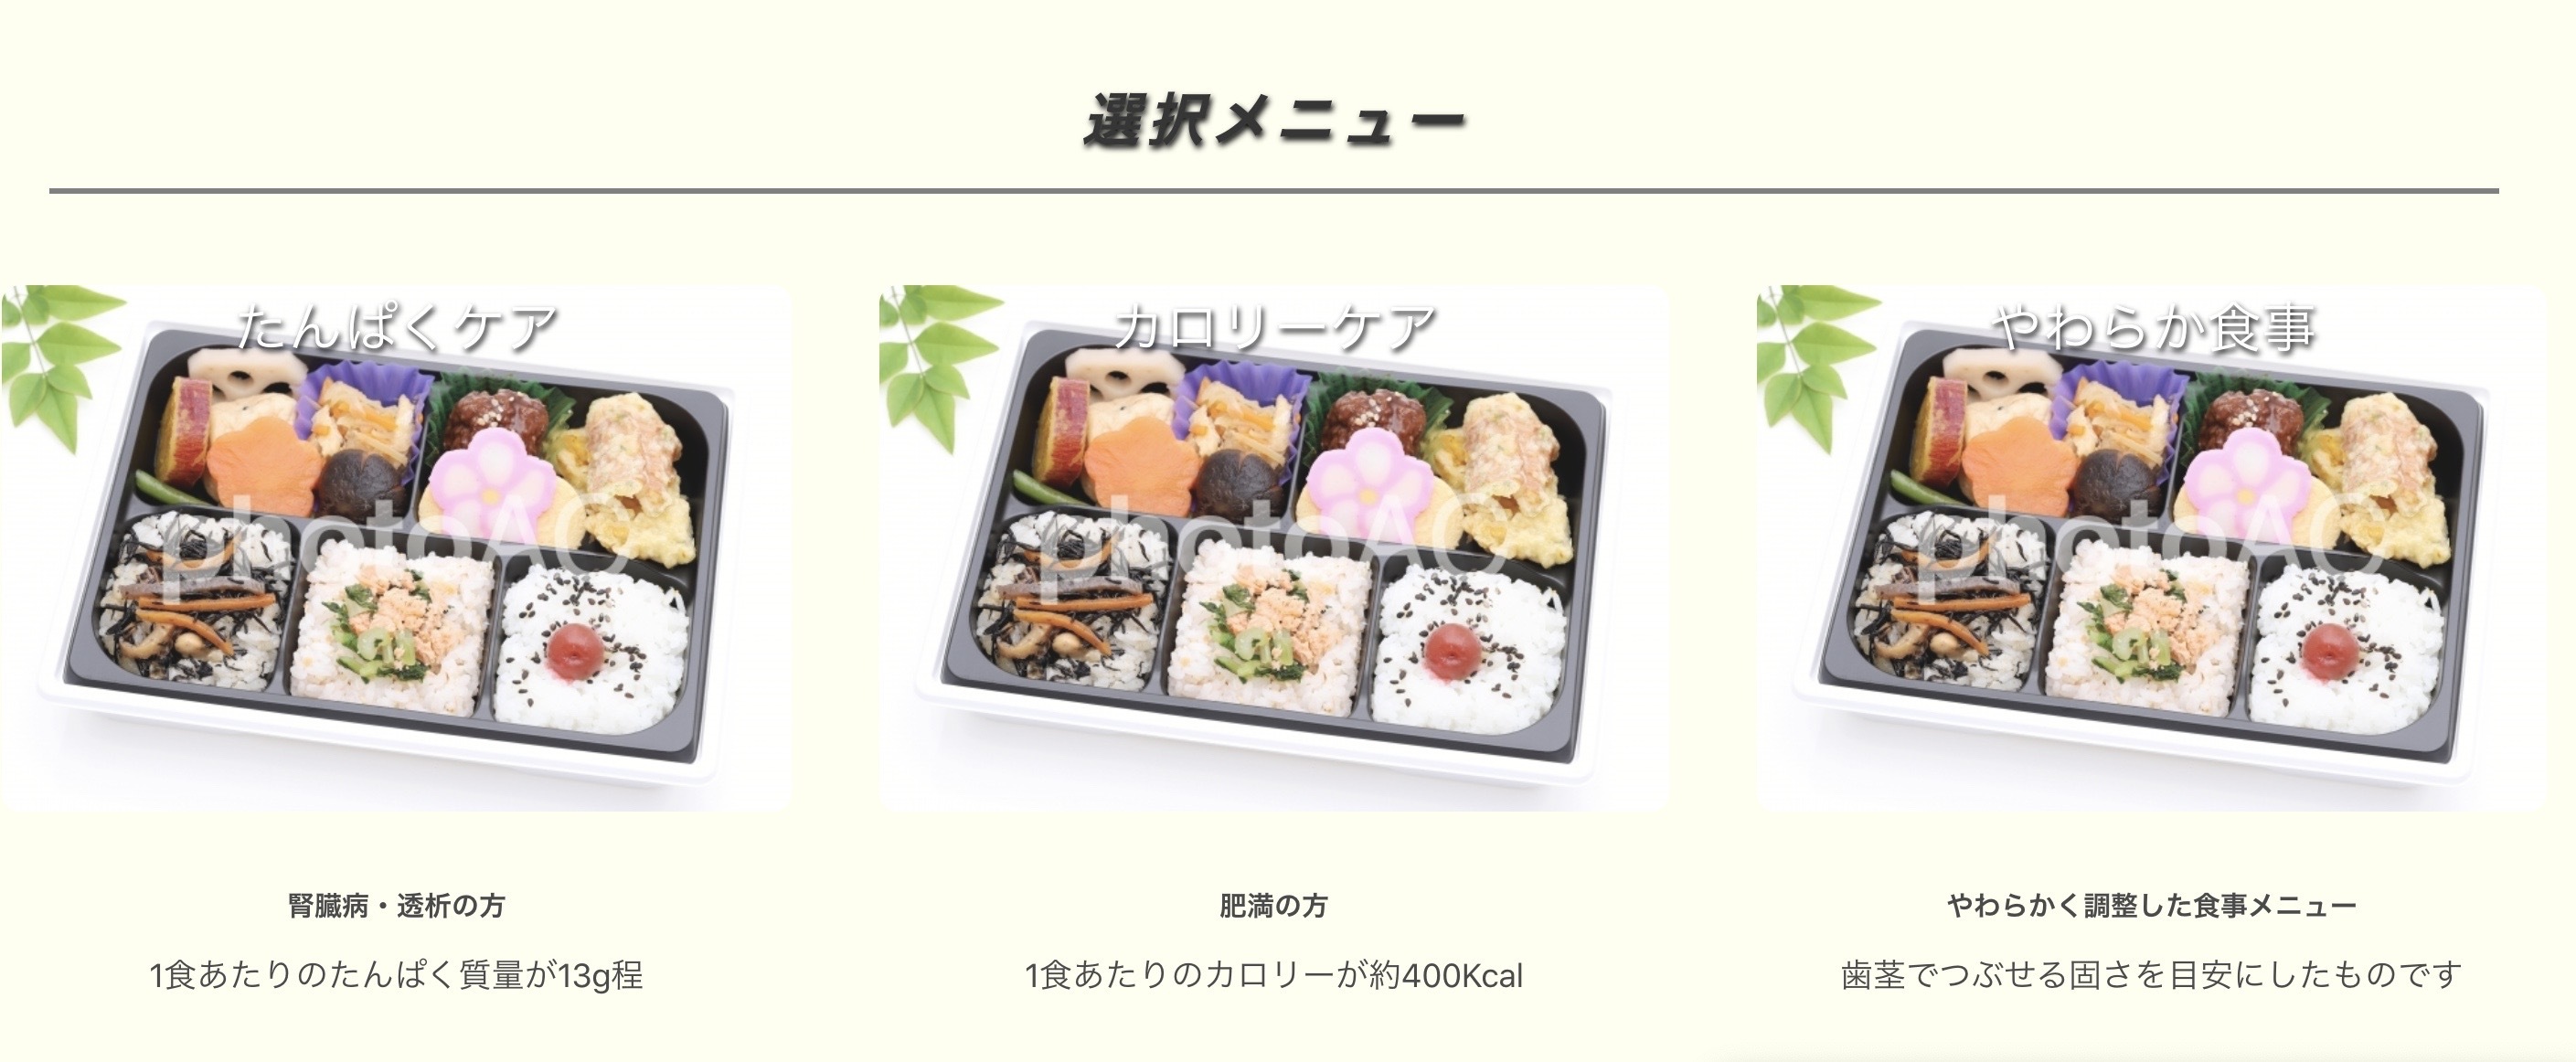 選択メニュー
たんぱくケア
カロリーケア
やわらか食事
photoAC
photoAC
photoAC
腎臓病・透析の方
肥満の方
やわらかく調整した食事メニュー
1食あたりのたんぱく質量が13g程
1食あたりのカロリーが約400Kcal
歯茎でつぶせる固さを目安にしたものです